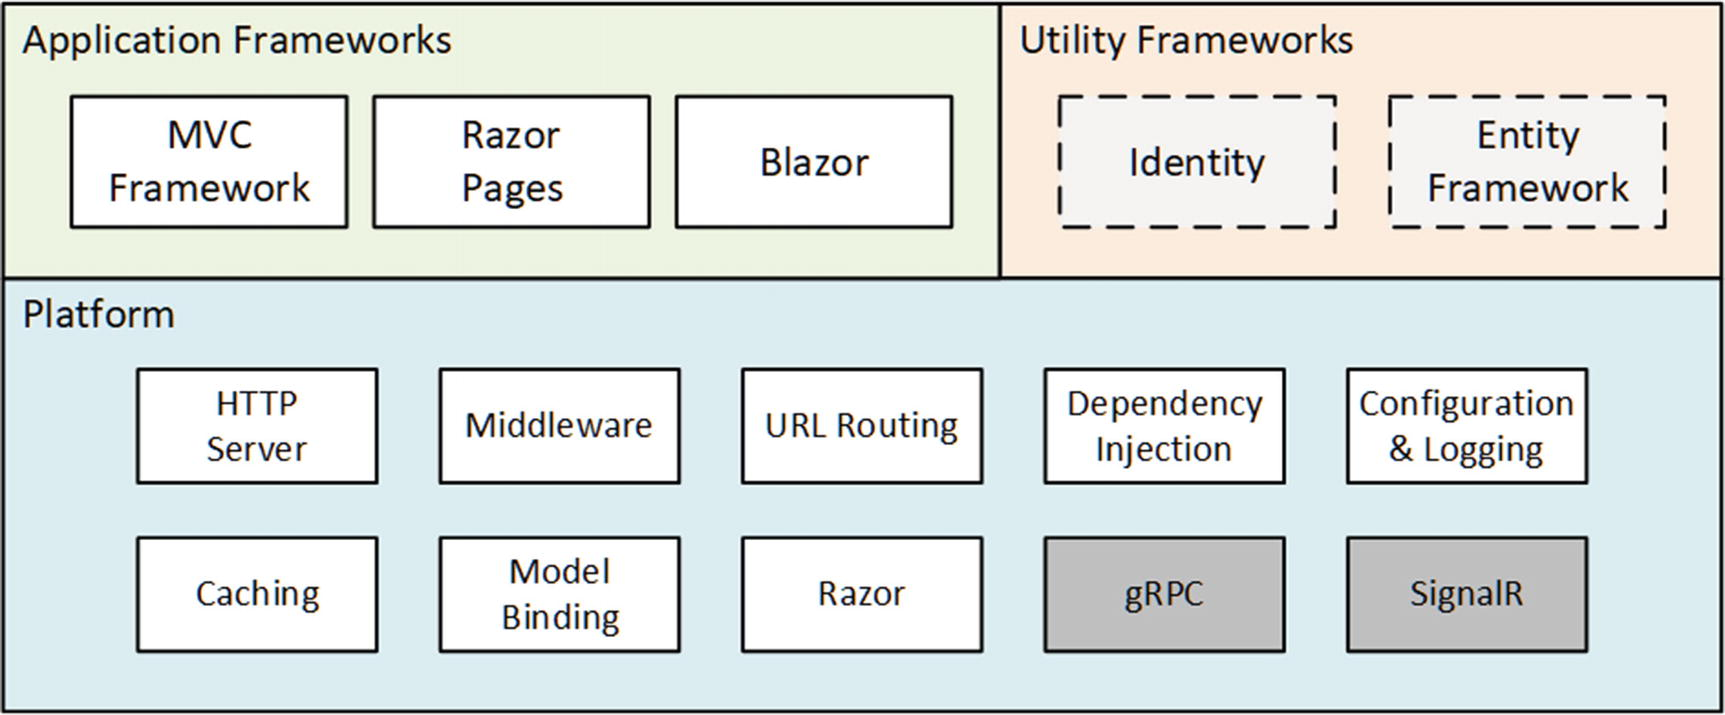 Application Frameworks
Utility Frameworks
MVC
Framework
Razor
Pages
Blazor
Identity
Entity
Framework
Platform
HTTP
Server
Middleware
URL Routing
Dependency
Injection
Configuration
& Logging
Caching
Model
Binding
Razor
gRPC
SignalR